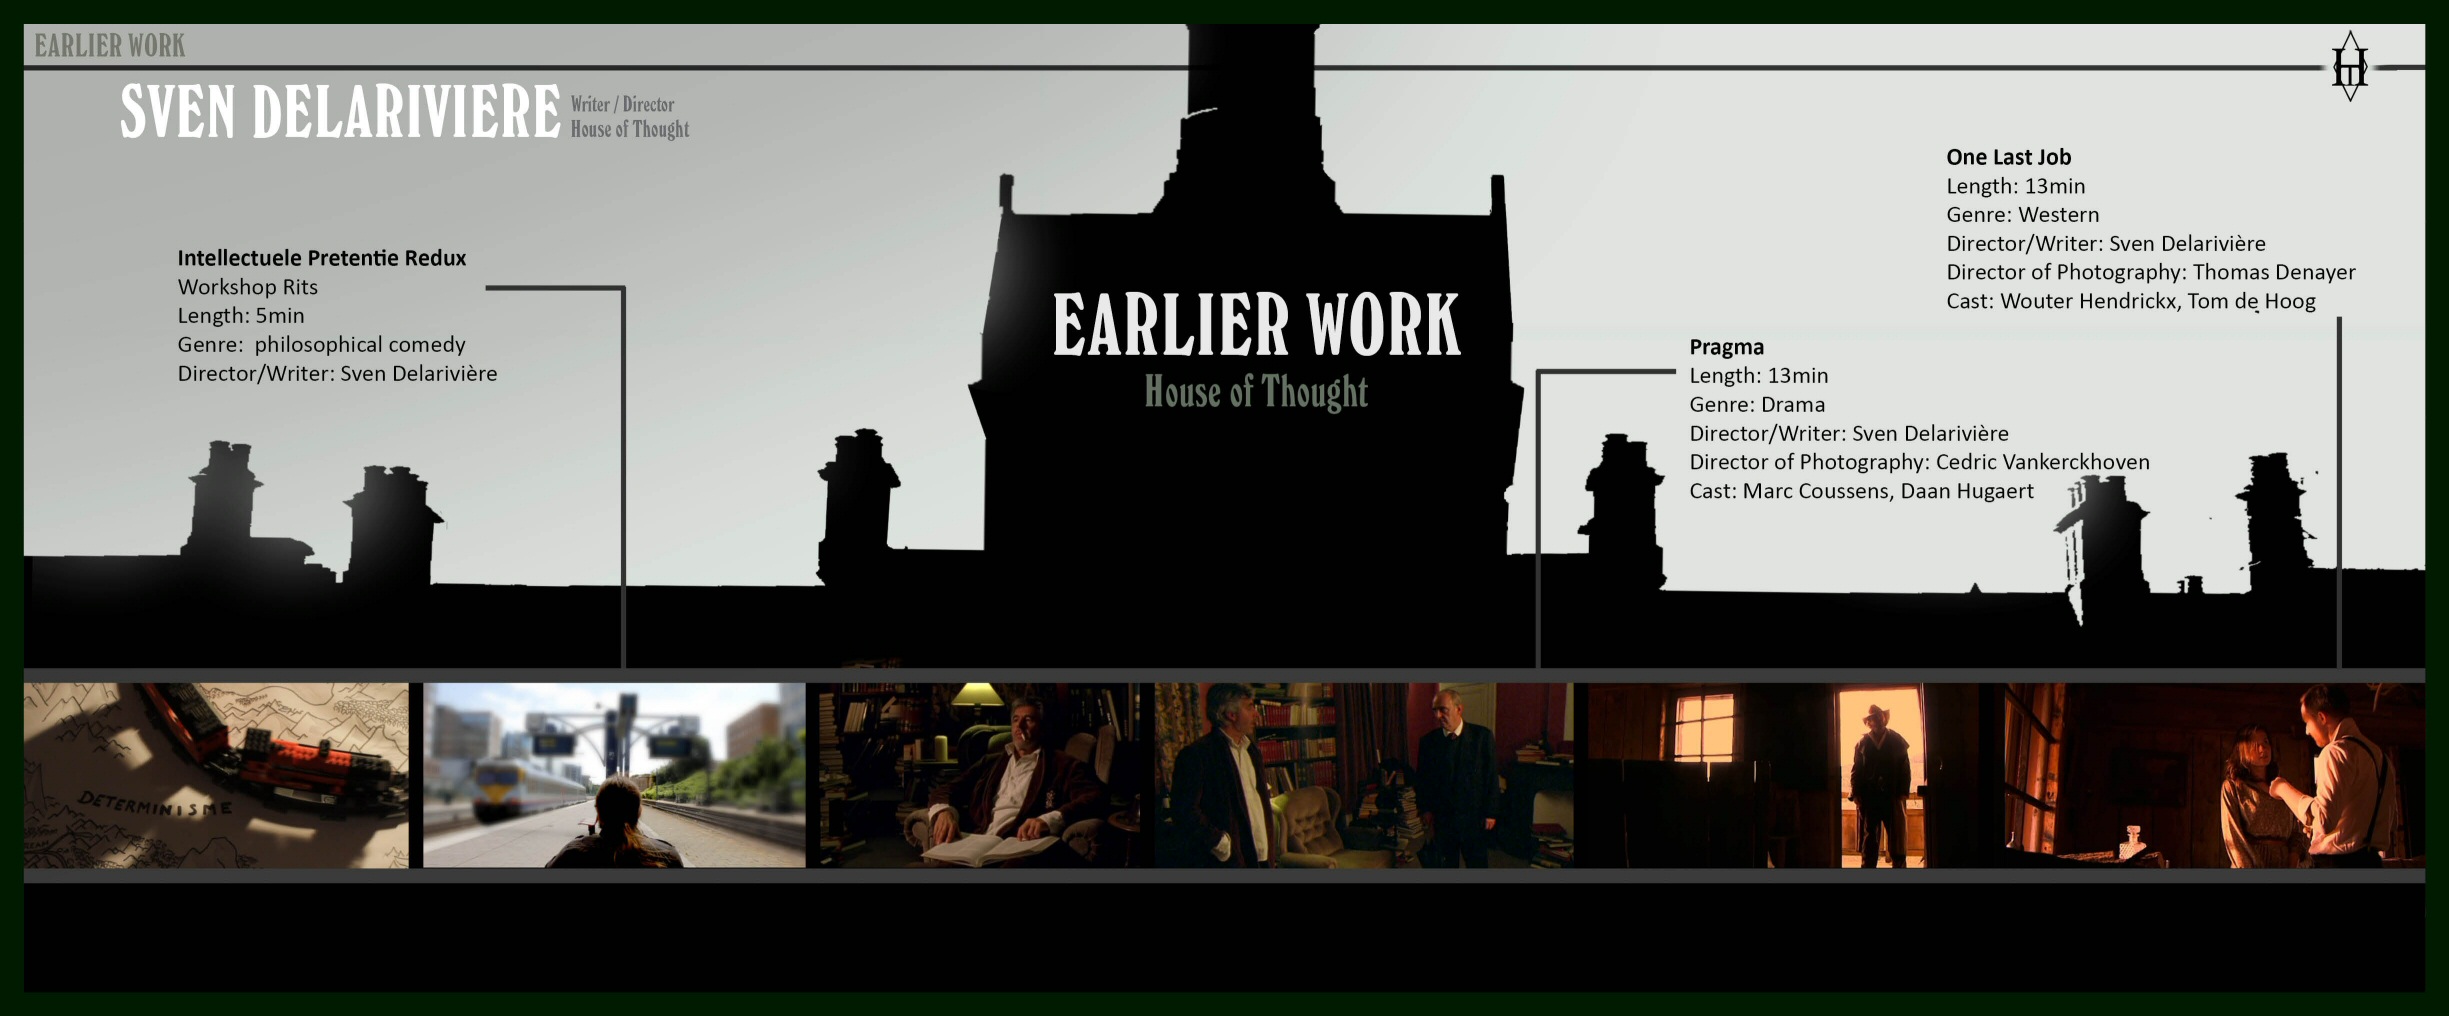 EARLIER WORK
SVEN DELARIVIERE
Writer / Director
House of Thought
Intellectuele Pretentie Redux
Workshop Rits
Length: 5min
Genre: philosophical comedy
Director/Writer: Sven Delarivière
EARLIER WORK
House of Thought
One Last Job
Length: 13min
Genre: Western
Director/Writer: Sven Delarivière
Director of Photography: Thomas Denayer
Cast: Wouter Hendrickx, Tom de Hoog
Pragma
Length: 13min
Genre: Drama
Director/Writer: Sven Delarivière
Director of Photography: Cedric Vankerckhoven
Cast: Marc Coussens, Daan Hugaert
DETERMINISME